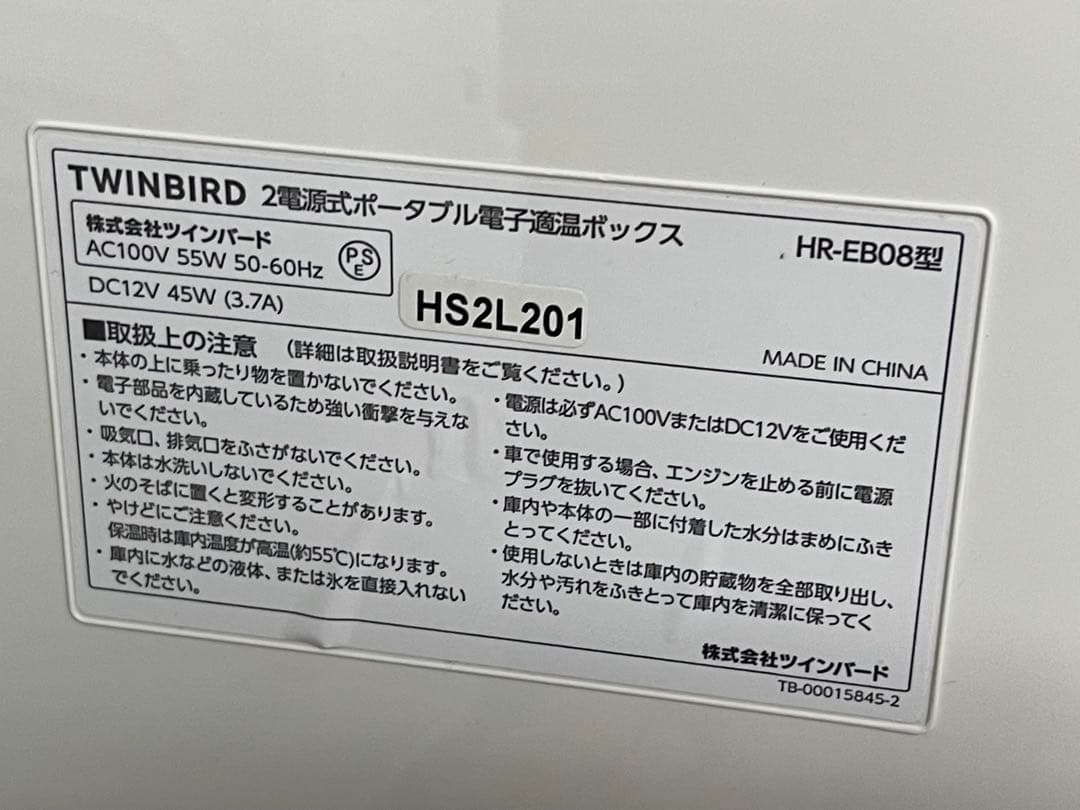 TWINBIRD 2電源式ポータブル電子適温ボックス HR-EB08型
株式会社ツインバード
AC100V 55W 50-60Hz
PS
E
DC12V 45W (3.7A)
HS2L201
MADE IN CHINA
■取扱上の注意 (詳細は取扱説明書をご覧ください。)
・本体の上に乗ったり物を置かないでください。
・電子部品を内蔵しているため強い衝撃を与えな
いでください。
・吸気口、排気口をふさがないでください。
・本体は水洗いしないでください。
・火のそばに置くと変形することがあります。
・やけどにご注意ください。
保温時は庫内温度が高温(約55℃)になります。
・庫内に水などの液体、または氷を直接入れない
でください。
・電源は必ずAC100VまたはDC12Vをご使用くだ
さい。
・車で使用する場合、エンジンを止める前に電源
プラグを抜いてください。
・庫内や本体の一部に付着した水分はまめにふき
とってください。
・使用しないときは庫内の貯蔵物を全部取り出し、
水分や汚れをふきとって庫内を清潔に保ってく
ださい。
株式会社ツインバード
TB-00015845-2